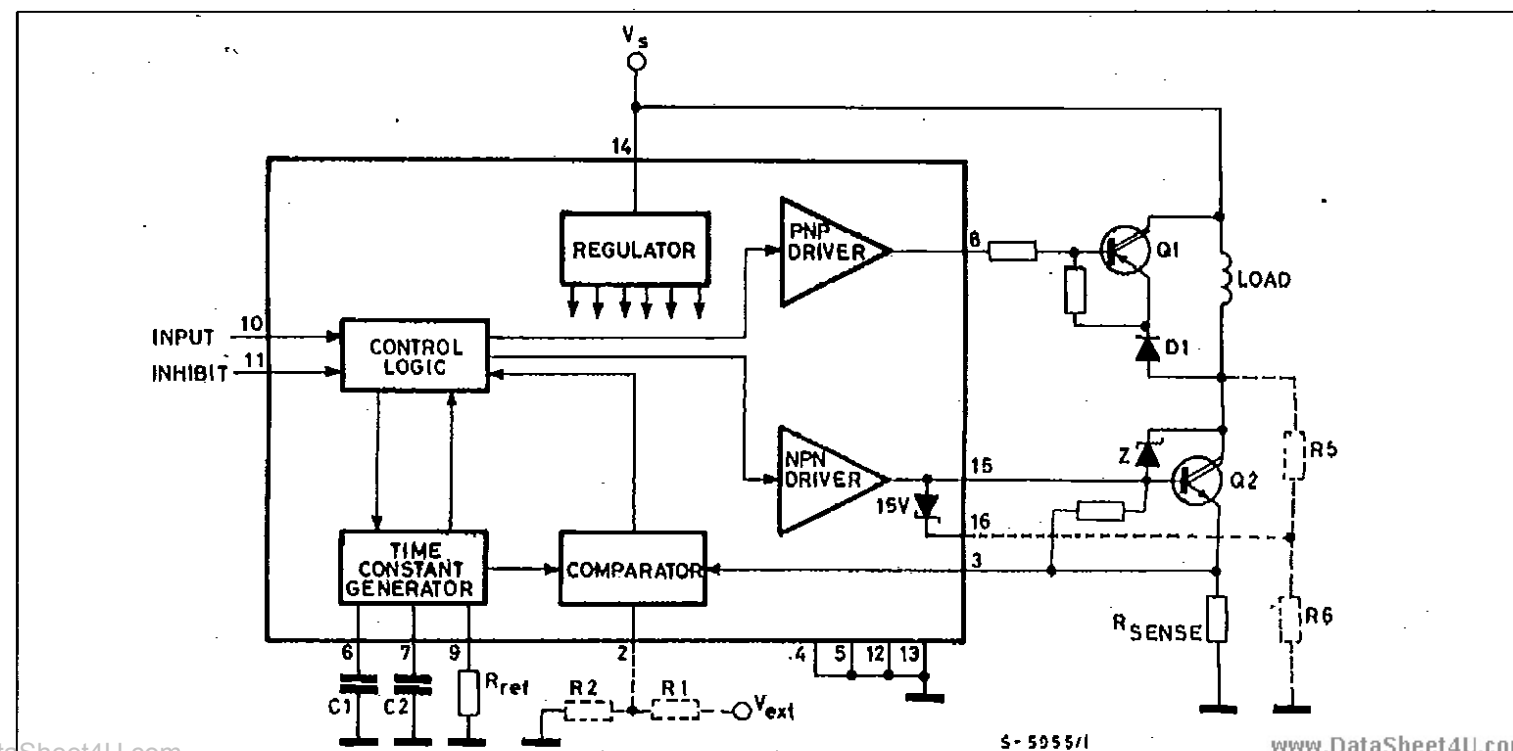 Vs
14
PNP
DRIVER
8
Q1
REGULATOR
LOAD
INPUT 10
CONTROL
LOGIC
D1
INHIBIT 11
NPN
DRIVER
15
Z
Q2
R5
15V
16
TIME
CONSTANT
GENERATOR
COMPARATOR
3
RSENSE
R6
6
7
9
2
4
5
12
13
C1
C2
Rref
R2
R1
Vext
S-5955/1
www.DataSheet4U.com